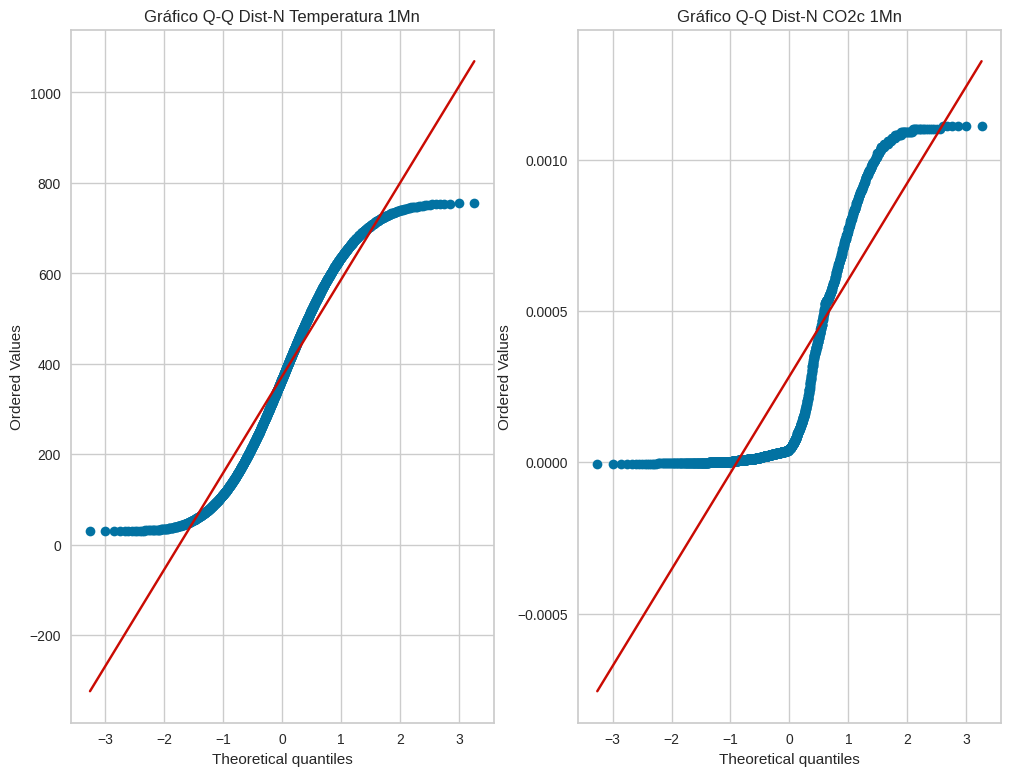 Gráfico Q-Q Dist-N Temperatura 1Mn
1000
800
600
400
200
0
−200
Ordered Values
−3 −2 −1 0 1 2 3
Theoretical quantiles
Gráfico Q-Q Dist-N CO2c 1Mn
0.0010
0.0005
0.0000
−0.0005
Ordered Values
−3 −2 −1 0 1 2 3
Theoretical quantiles